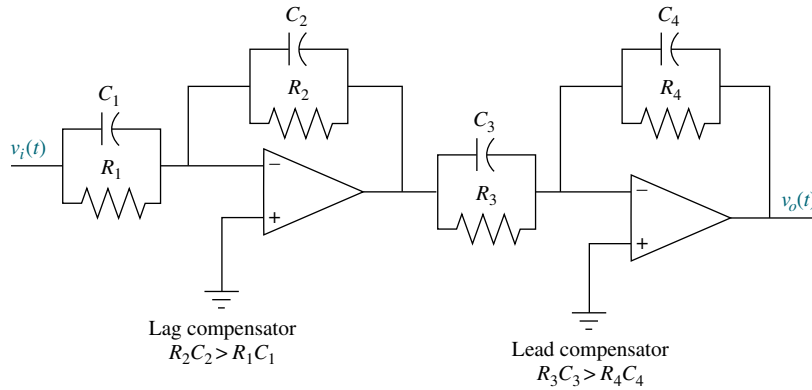 C₂
C₄
C₁
R₂
C₃
R₄
vᵢ(t)
R₁
−
+
R₃
−
+
vₒ(t)
Lag compensator
R₂C₂ > R₁C₁
Lead compensator
R₃C₃ > R₄C₄